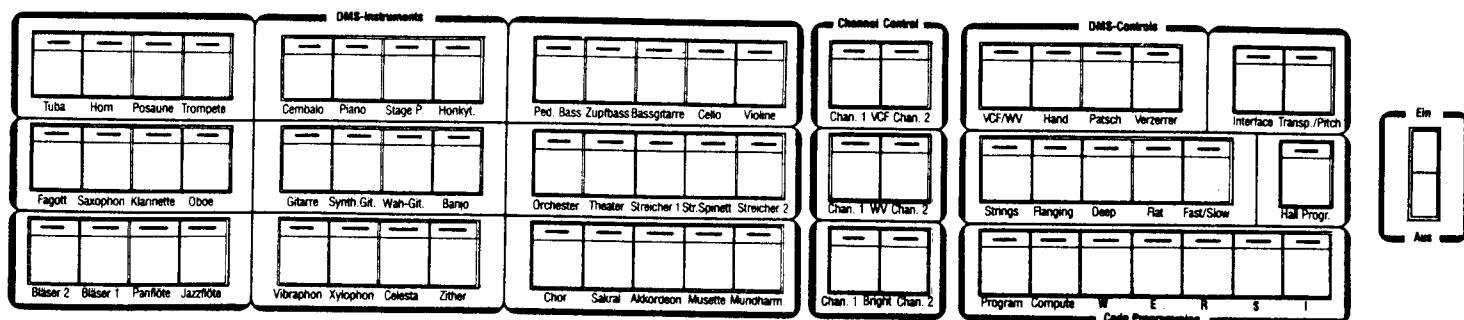 DMS-Instruments
Channel Control
DMS-Controls
Tuba Horn Posaune Trompete
Cembalo Piano Stage P. Honkyt.
Ped. Bass Zupfbass Bassgitarre Cello Violine
Chan. 1 VCF Chan. 2
VCF/WV Hand Patsch Verzerrer
Interface Transp./Pitch
Ein
Fagott Saxophon Klarinette Oboe
Gitarre Synth. Git. Wah-Git. Banjo
Orchester Theater Streicher 1 Str.Spinett Streicher 2
Chan. 1 WV Chan. 2
Strings Flanging Deep Flat Fast/Slow
Hall Progr.
Aus
Bläser 2 Bläser 1 Panflöte Jazzflöte
Vibraphon Xylophon Celesta Zither
Chor Sakral Akkordeon Musette Mundharm
Chan. 1 Bright Chan. 2
Program Compute W E R S I
Code Programming